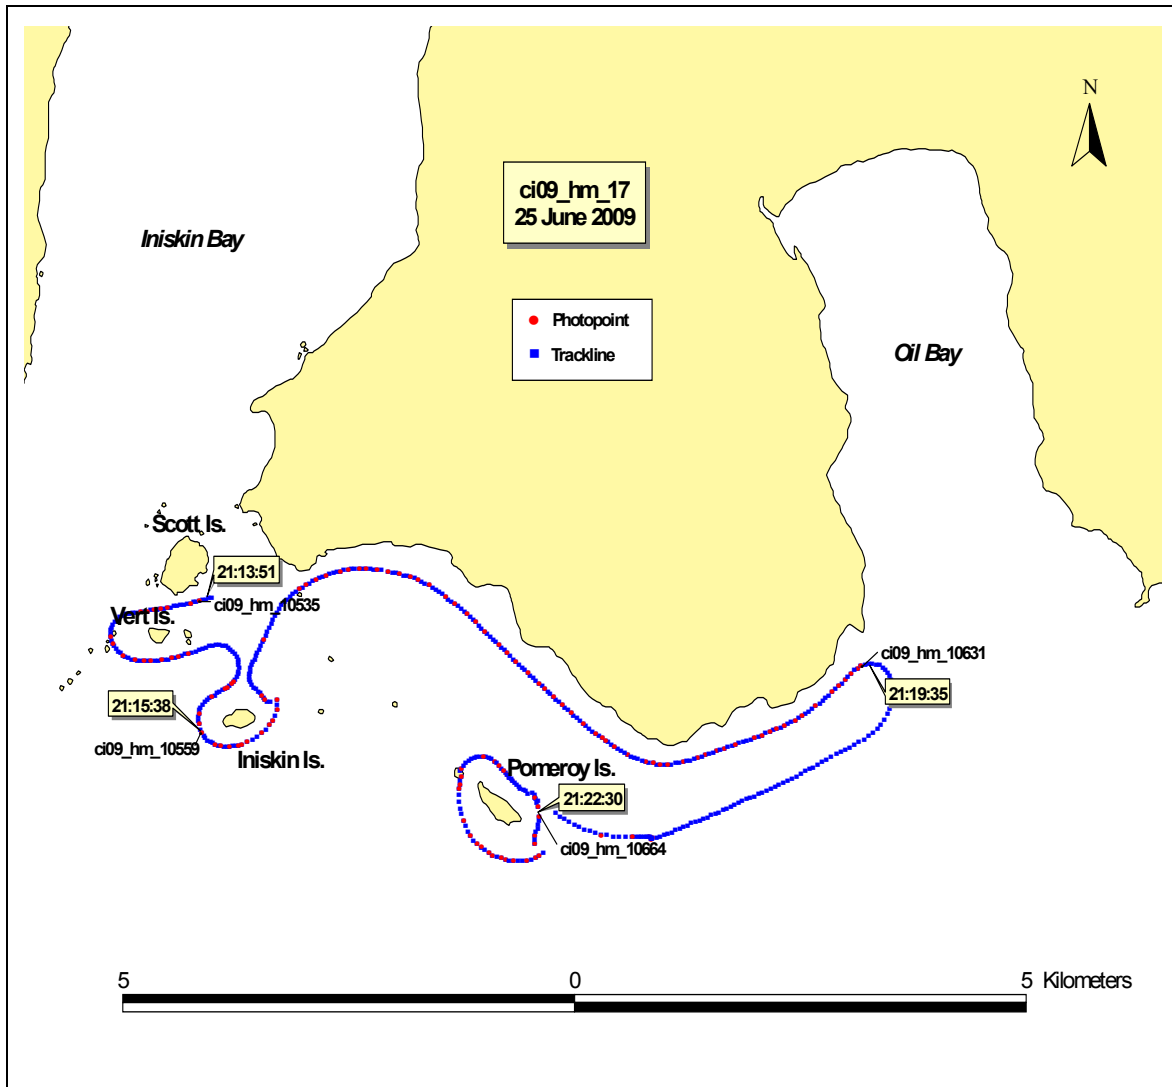 N
ci09_hm_17
25 June 2009
Iniskin Bay
Photopoint
Trackline
Oil Bay
Scott Is.
21:13:51
ci09_hm_10535
Vert Is.
ci09_hm_10631
21:19:35
21:15:38
ci09_hm_10559
Iniskin Is.
Pomeroy Is.
21:22:30
ci09_hm_10664
5 0 5 Kilometers